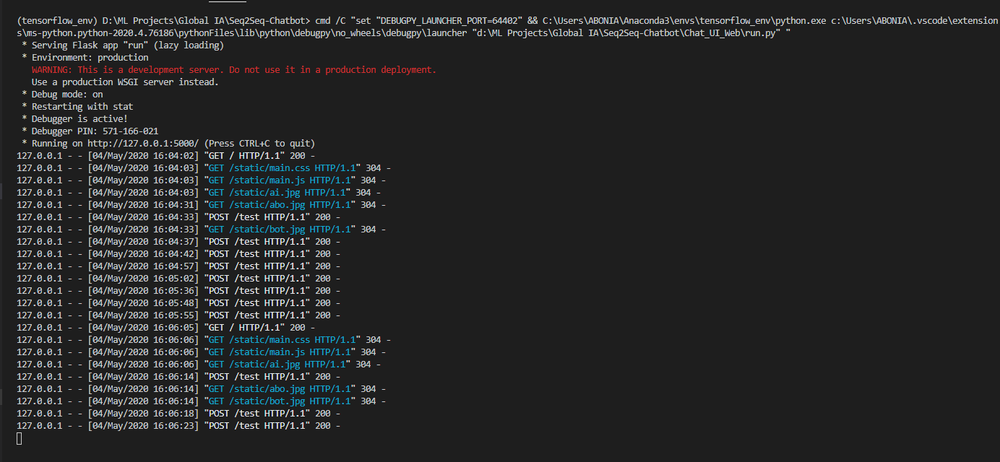 (tensorflow_env) D:\ML Projects\Global IA\Seq2Seq-Chatbot> cmd /C "set "DEBUGPY_LAUNCHER_PORT=64402" && C:\Users\ABONIA\Anaconda3\envs\tensorflow_env\python.exe c:\Users\ABONIA\.vscode\extension
s\ms-python.python-2020.4.76186\pythonFiles\lib\python\debugpy\no_wheels\debugpy\launcher "d:\ML Projects\Global IA\Seq2Seq-Chatbot\Chat_UI_Web\run.py" "
 * Serving Flask app "run" (lazy loading)
 * Environment: production
   WARNING: This is a development server. Do not use it in a production deployment.
   Use a production WSGI server instead.
 * Debug mode: on
 * Restarting with stat
 * Debugger is active!
 * Debugger PIN: 571-166-021
 * Running on http://127.0.0.1:5000/ (Press CTRL+C to quit)
127.0.0.1 - - [04/May/2020 16:04:02] "GET / HTTP/1.1" 200 -
127.0.0.1 - - [04/May/2020 16:04:03] "GET /static/main.css HTTP/1.1" 304 -
127.0.0.1 - - [04/May/2020 16:04:03] "GET /static/main.js HTTP/1.1" 304 -
127.0.0.1 - - [04/May/2020 16:04:03] "GET /static/ai.jpg HTTP/1.1" 304 -
127.0.0.1 - - [04/May/2020 16:04:31] "GET /static/abo.jpg HTTP/1.1" 304 -
127.0.0.1 - - [04/May/2020 16:04:33] "POST /test HTTP/1.1" 200 -
127.0.0.1 - - [04/May/2020 16:04:33] "GET /static/bot.jpg HTTP/1.1" 304 -
127.0.0.1 - - [04/May/2020 16:04:37] "POST /test HTTP/1.1" 200 -
127.0.0.1 - - [04/May/2020 16:04:42] "POST /test HTTP/1.1" 200 -
127.0.0.1 - - [04/May/2020 16:04:57] "POST /test HTTP/1.1" 200 -
127.0.0.1 - - [04/May/2020 16:05:02] "POST /test HTTP/1.1" 200 -
127.0.0.1 - - [04/May/2020 16:05:36] "POST /test HTTP/1.1" 200 -
127.0.0.1 - - [04/May/2020 16:05:48] "POST /test HTTP/1.1" 200 -
127.0.0.1 - - [04/May/2020 16:05:55] "POST /test HTTP/1.1" 200 -
127.0.0.1 - - [04/May/2020 16:06:05] "GET / HTTP/1.1" 200 -
127.0.0.1 - - [04/May/2020 16:06:06] "GET /static/main.css HTTP/1.1" 304 -
127.0.0.1 - - [04/May/2020 16:06:06] "GET /static/main.js HTTP/1.1" 304 -
127.0.0.1 - - [04/May/2020 16:06:06] "GET /static/ai.jpg HTTP/1.1" 304 -
127.0.0.1 - - [04/May/2020 16:06:14] "POST /test HTTP/1.1" 200 -
127.0.0.1 - - [04/May/2020 16:06:14] "GET /static/abo.jpg HTTP/1.1" 304 -
127.0.0.1 - - [04/May/2020 16:06:14] "GET /static/bot.jpg HTTP/1.1" 304 -
127.0.0.1 - - [04/May/2020 16:06:18] "POST /test HTTP/1.1" 200 -
127.0.0.1 - - [04/May/2020 16:06:23] "POST /test HTTP/1.1" 200 -